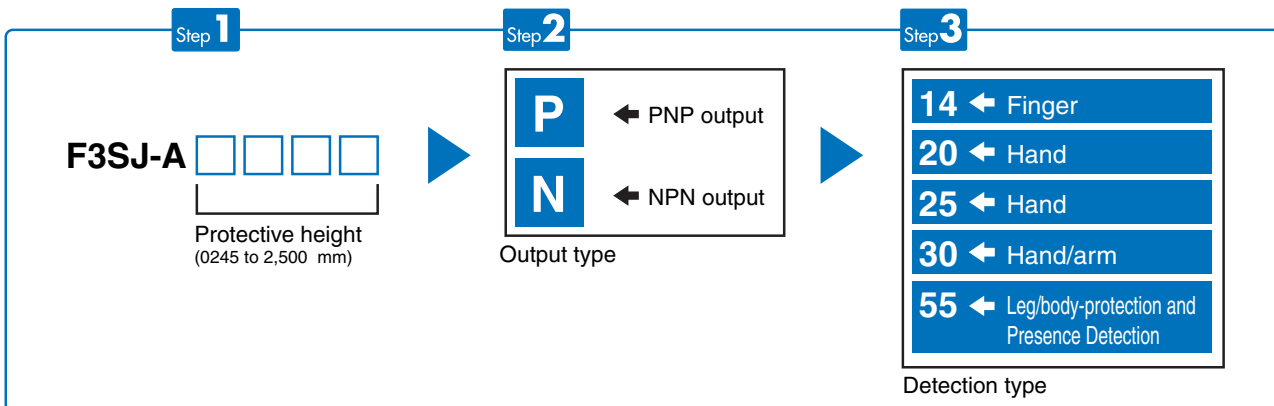 Step 1
Step 2
Step 3
F3SJ-A
Protective height
(0245 to 2,500 mm)
P PNP output
N NPN output
Output type
14 Finger
20 Hand
25 Hand
30 Hand/arm
55 Leg/body-protection and
Presence Detection
Detection type